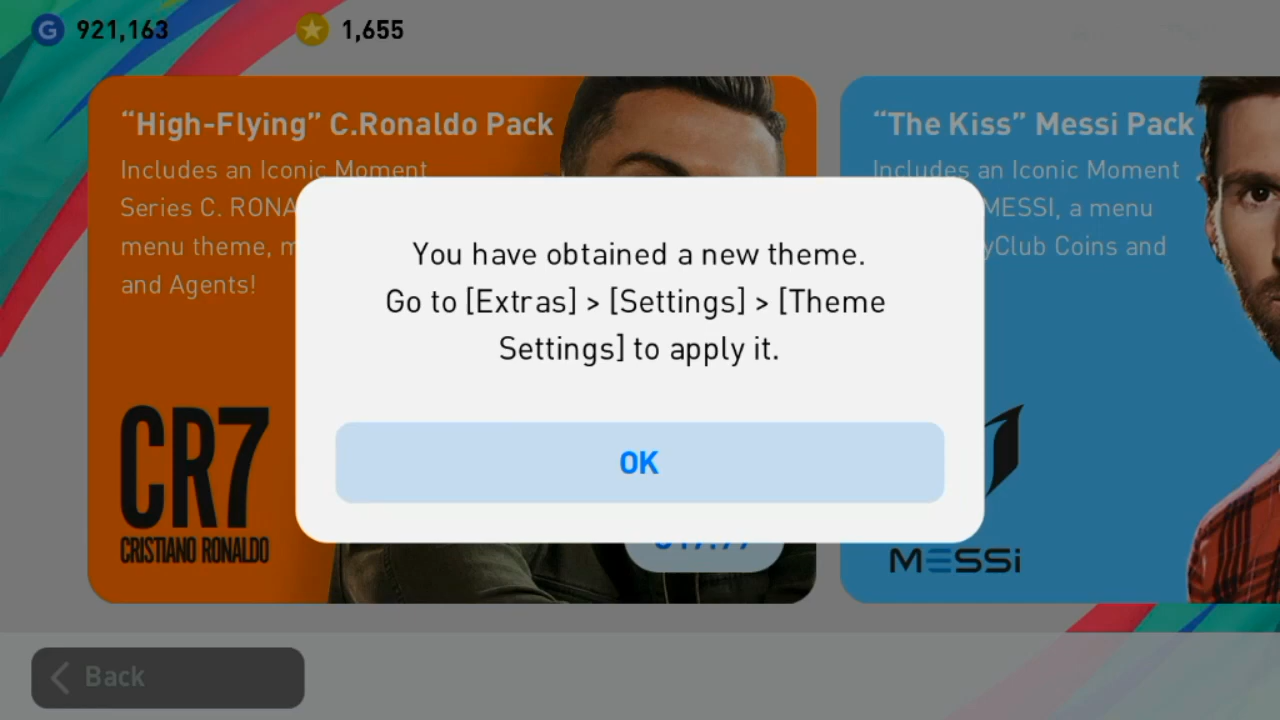 921,163
1,655
“High-Flying” C.Ronaldo Pack
Includes an Iconic Moment
Series C. RONA
menu theme, m
and Agents!
CR7
CRISTIANO RONALDO
“The Kiss” Messi Pack
Includes an Iconic Moment
MESSI, a menu
yClub Coins and
MESSi
You have obtained a new theme.
Go to [Extras] > [Settings] > [Theme
Settings] to apply it.
OK
Back